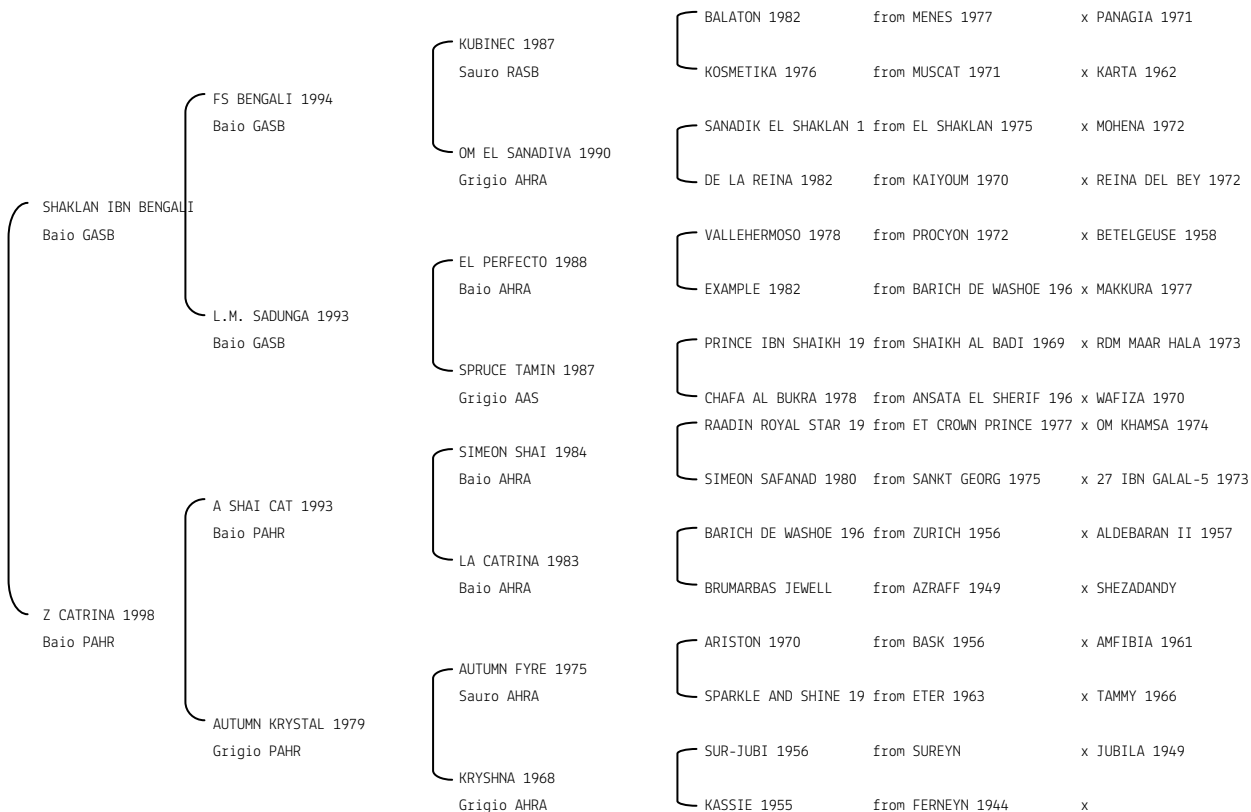 BALATON 1982 from MENES 1977 x PANAGIA 1971
KUBINEC 1987
Sauro RASB
KOSMETIKA 1976 from MUSCAT 1971 x KARTA 1962
FS BENGALI 1994
Baio GASB
SANADIK EL SHAKLAN 1 from EL SHAKLAN 1975 x MOHENA 1972
OM EL SANADIVA 1990
Grigio AHRA
DE LA REINA 1982 from KAIYOUM 1970 x REINA DEL BEY 1972
SHAKLAN IBN BENGALI
Baio GASB
VALLEHERMOSO 1978 from PROCYON 1972 x BETELGEUSE 1958
EL PERFECTO 1988
Baio AHRA
EXAMPLE 1982 from BARICH DE WASHOE 196 x MAKKURA 1977
L.M. SADUNGA 1993
Baio GASB
PRINCE IBN SHAIKH 19 from SHAIKH AL BADI 1969 x RDM MAAR HALA 1973
SPRUCE TAMIN 1987
Grigio AAS
CHAFA AL BUKRA 1978 from ANSATA EL SHERIF 196 x WAFIZA 1970
RAADIN ROYAL STAR 19 from ET CROWN PRINCE 1977 x OM KHAMSA 1974
SIMEON SHAI 1984
Baio AHRA
SIMEON SAFANAD 1980 from SANKT GEORG 1975 x 27 IBN GALAL-5 1973
A SHAI CAT 1993
Baio PAHR
BARICH DE WASHOE 196 from ZURICH 1956 x ALDEBARAN II 1957
LA CATRINA 1983
Baio AHRA
BRUMARBAS JEWELL from AZRAFF 1949 x SHEZADANDY
Z CATRINA 1998
Baio PAHR
ARISTON 1970 from BASK 1956 x AMFIBIA 1961
AUTUMN FYRE 1975
Sauro AHRA
SPARKLE AND SHINE 19 from ETER 1963 x TAMMY 1966
AUTUMN KRYSTAL 1979
Grigio PAHR
SUR-JUBI 1956 from SUREYN x JUBILA 1949
KRYSHNA 1968
Grigio AHRA
KASSIE 1955 from FERNEYN 1944 x